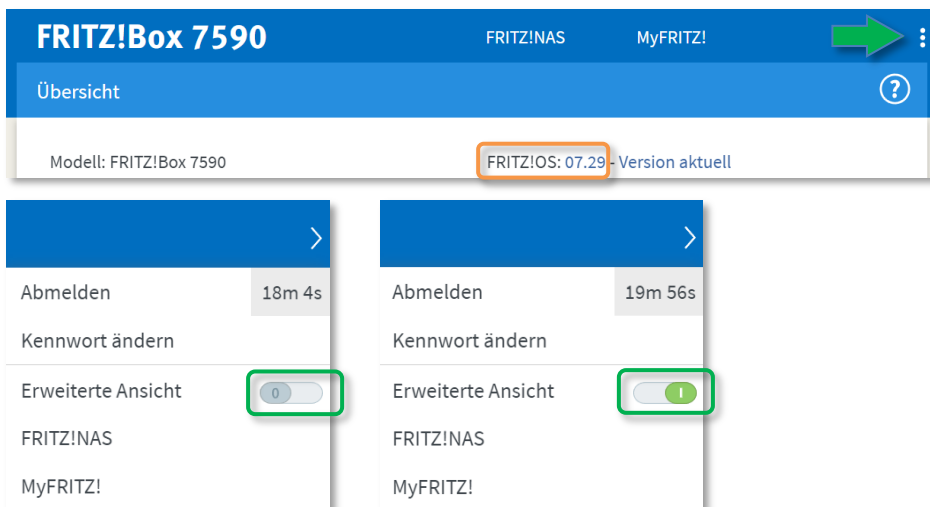 FRITZ!Box 7590 FRITZ!NAS MyFRITZ!
Übersicht ?
Modell: FRITZ!Box 7590 FRITZ!OS: 07.29 - Version aktuell
Abmelden 18m 4s
Kennwort ändern
Erweiterte Ansicht 0
FRITZ!NAS
MyFRITZ!
Abmelden 19m 56s
Kennwort ändern
Erweiterte Ansicht I
FRITZ!NAS
MyFRITZ!